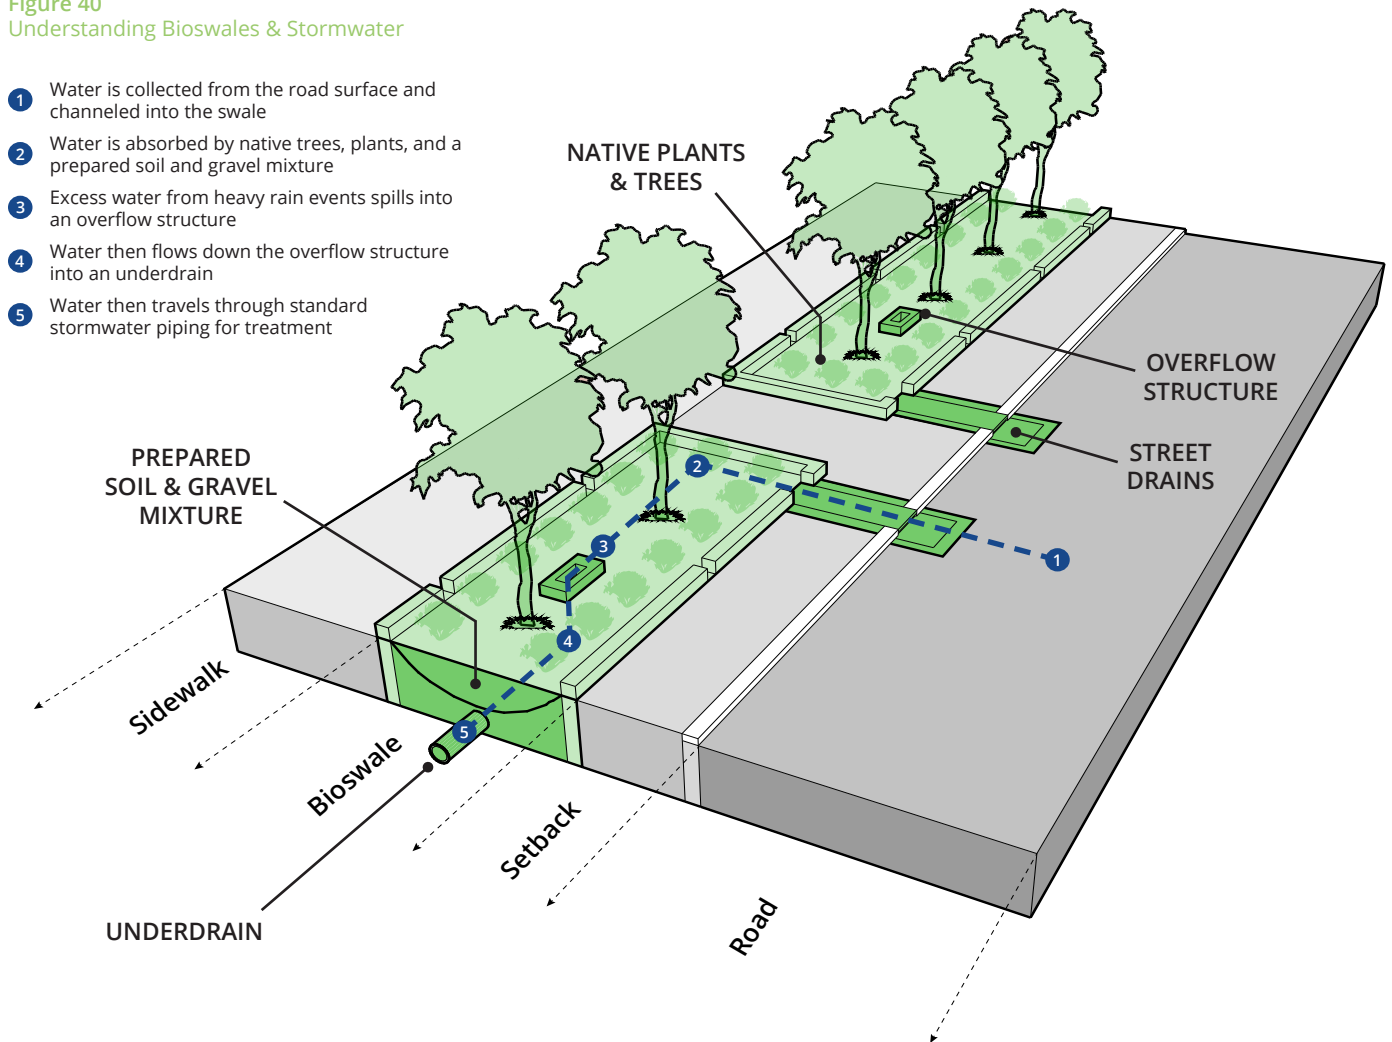 Figure 40
Understanding Bioswales & Stormwater
1 Water is collected from the road surface and
channeled into the swale
2 Water is absorbed by native trees, plants, and a
prepared soil and gravel mixture
3 Excess water from heavy rain events spills into
an overflow structure
4 Water then flows down the overflow structure
into an underdrain
5 Water then travels through standard
stormwater piping for treatment
NATIVE PLANTS
& TREES
OVERFLOW
STRUCTURE
STREET
DRAINS
PREPARED
SOIL & GRAVEL
MIXTURE
2
3
1
4
5
Sidewalk
Bioswale
Setback
Road
UNDERDRAIN